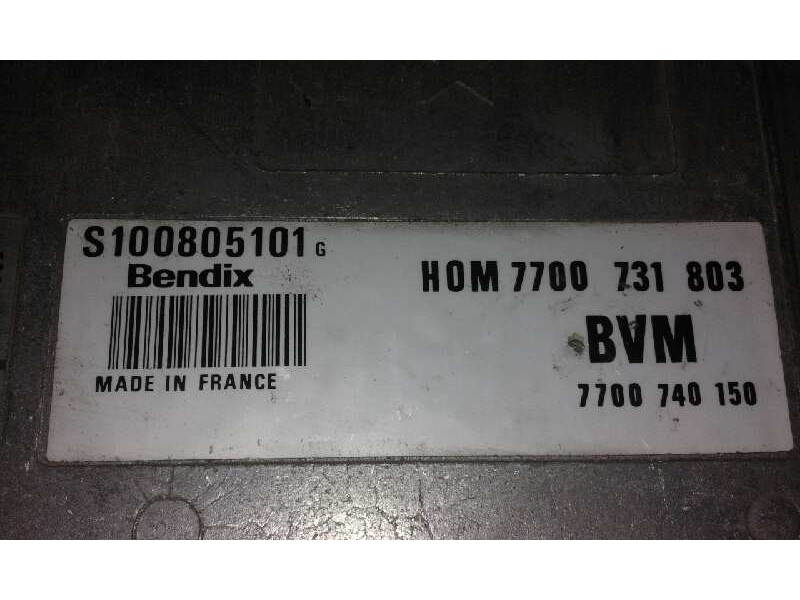 S100805101 G
Bendix
MADE IN FRANCE
HOM 7700 731 803
BVM
7700 740 150